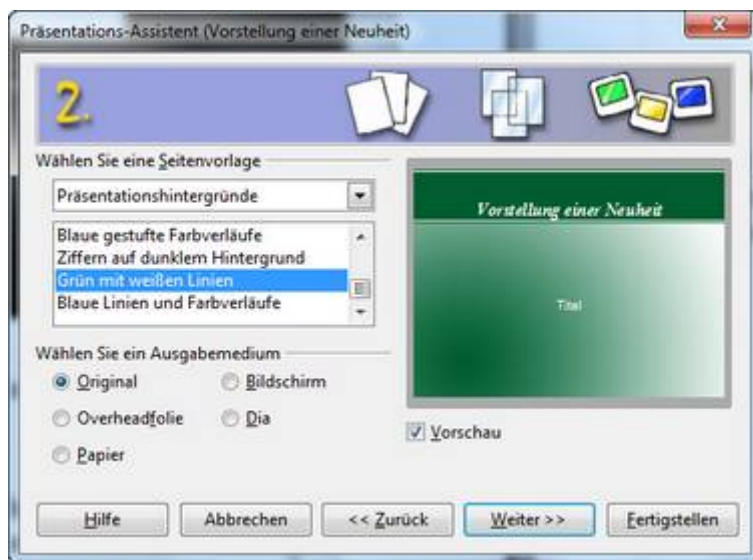 Präsentations-Assistent (Vorstellung einer Neuheit)
2.
Wählen Sie eine Seitenvorlage
Präsentationshintergründe
Blaue gestufte Farbverläufe
Ziffern auf dunklem Hintergrund
Grün mit weißen Linien
Blaue Linien und Farbverläufe
Vorstellung einer Neuheit
Titel
Wählen Sie ein Ausgabemedium
Original
Bildschirm
Overheadfolie
Dia
Papier
Vorschau
Hilfe
Abbrechen
<< Zurück
Weiter >>
Fertigstellen